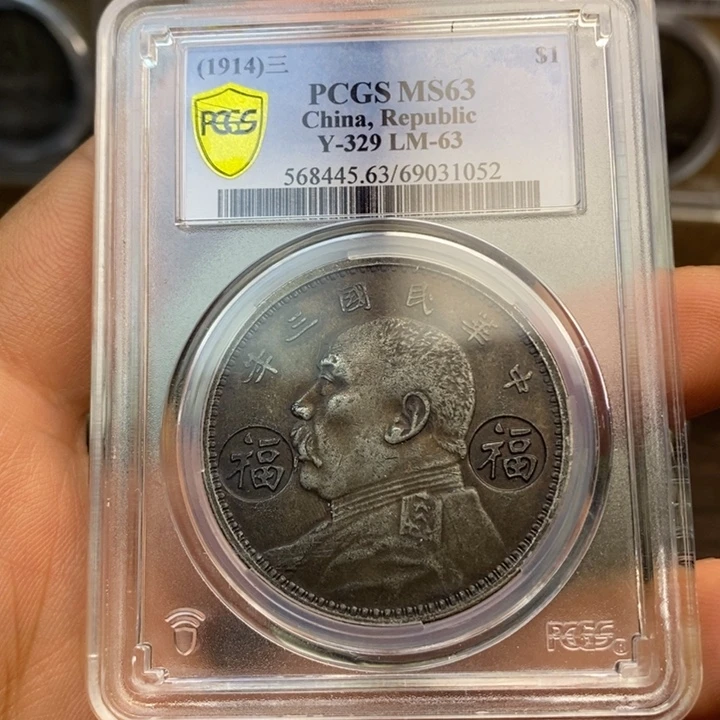 (1914)三 $1
PCGS MS63
China, Republic
Y-329 LM-63
568445.63/69031052
PCGS
年三國民華中
福 福
PCGS